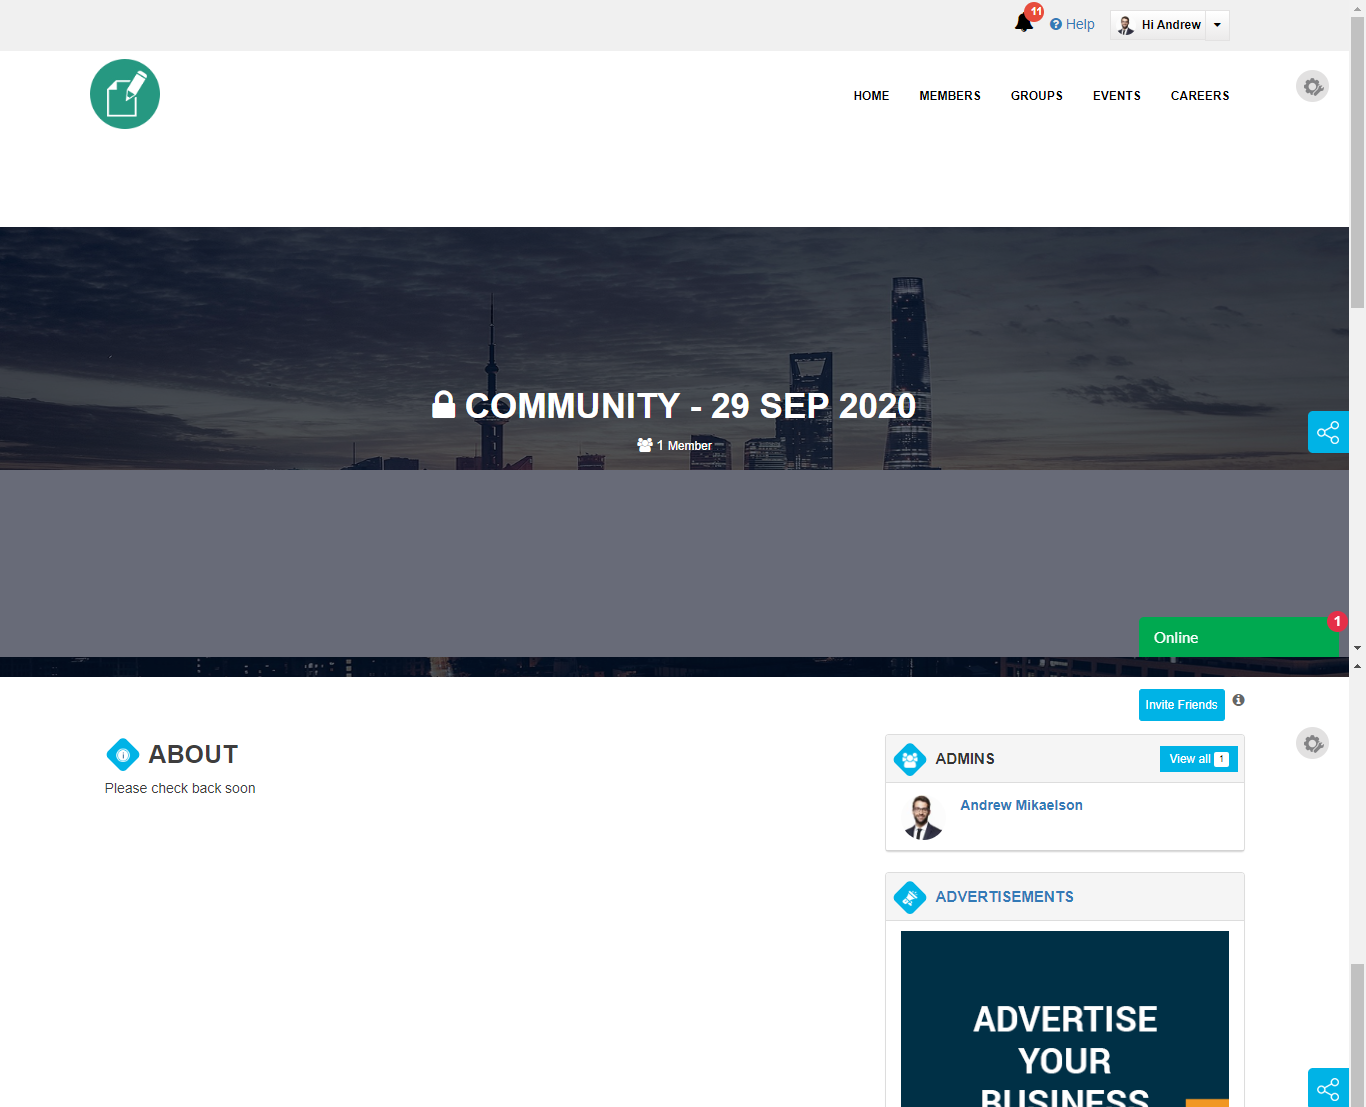 11
Help
Hi Andrew
HOME MEMBERS GROUPS EVENTS CAREERS
COMMUNITY - 29 SEP 2020
1 Member
1
Online
Invite Friends
ABOUT
Please check back soon
ADMINS
View all 1
Andrew Mikaelson
ADVERTISEMENTS
ADVERTISE
YOUR
BUSINESS